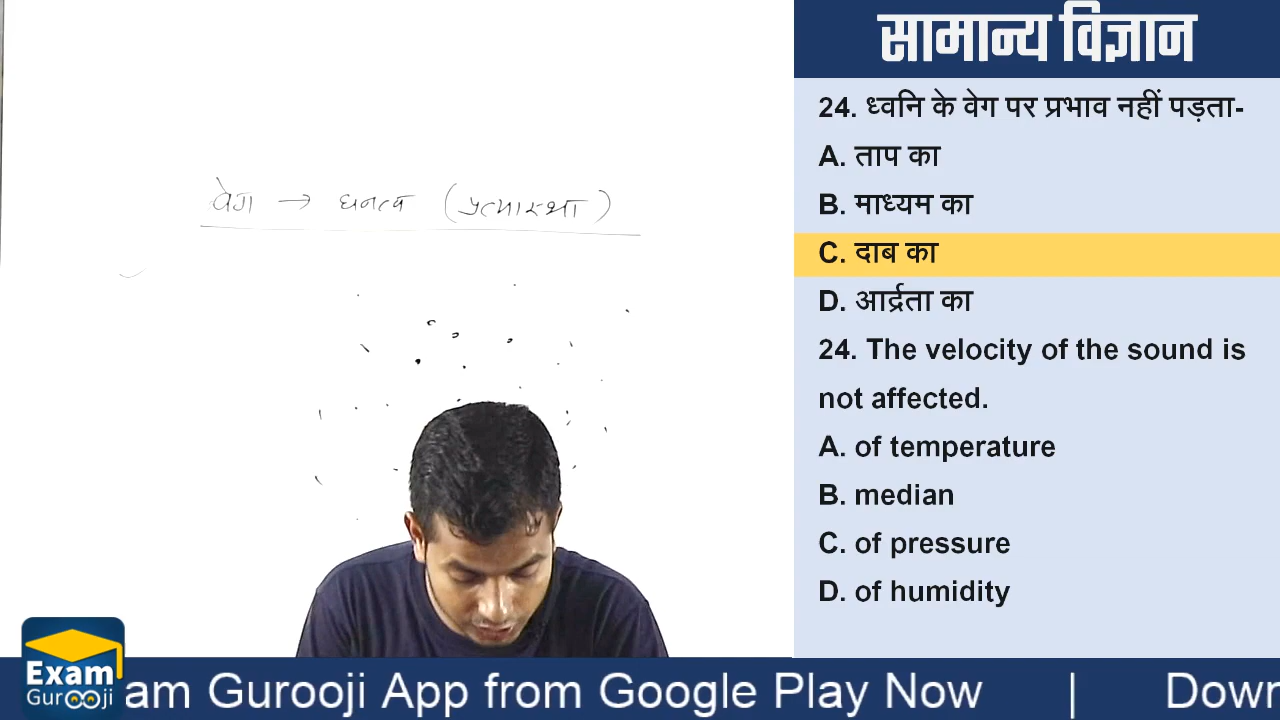 वेग → घनत्व (प्रत्यास्था)
सामान्य विज्ञान
24. ध्वनि के वेग पर प्रभाव नहीं पड़ता-
A. ताप का
B. माध्यम का
C. दाब का
D. आर्द्रता का
24. The velocity of the sound is
not affected.
A. of temperature
B. median
C. of pressure
D. of humidity
Exam
Gurooji
am Gurooji App from Google Play Now | Down